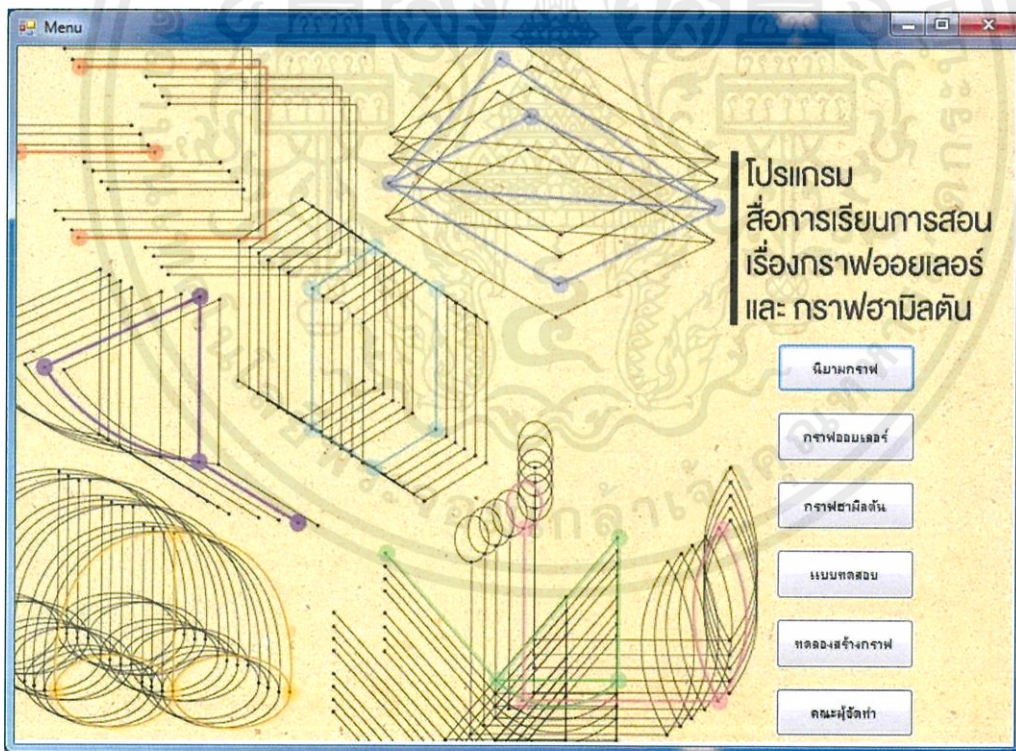 Menu
โปรแกรม
สื่อการเรียนการสอน
เรื่องกราฟออยเลอร์
และ กราฟฮามิลตัน
นิยามกราฟ
กราฟออยเลอร์
กราฟฮามิลตัน
แบบทดสอบ
ทดลองสร้างกราฟ
คณะผู้จัดทำ